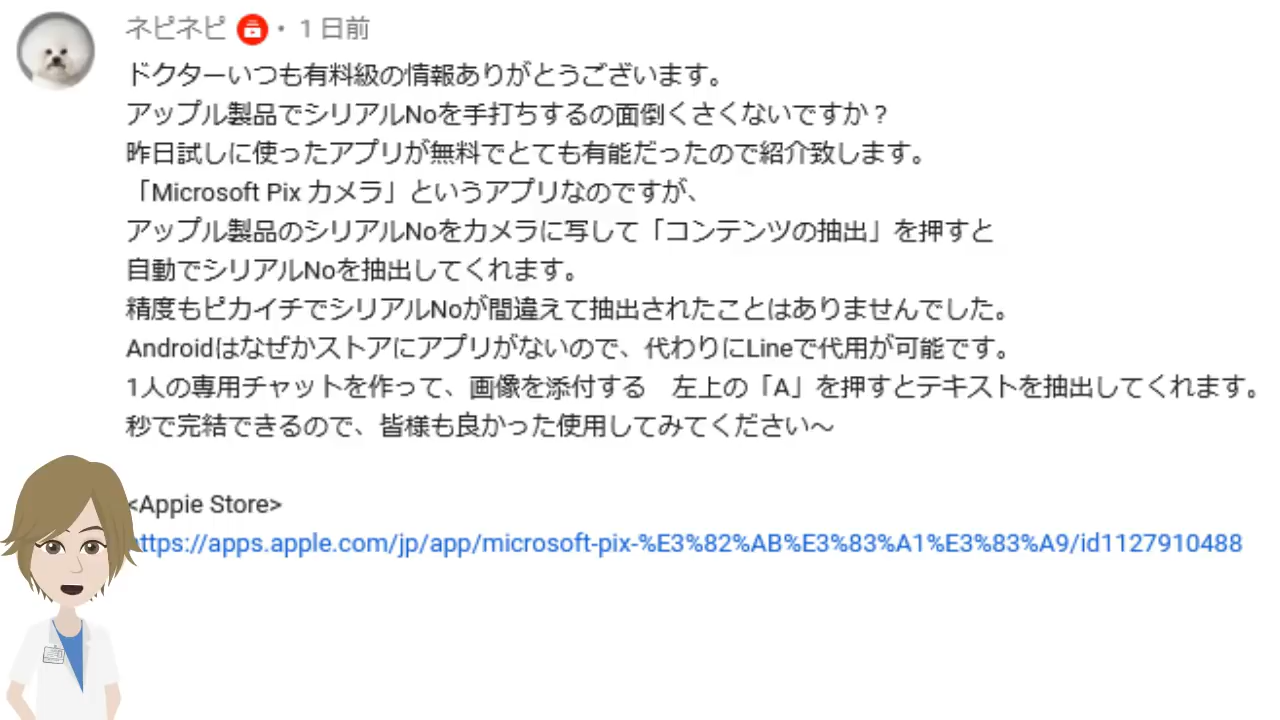 ネピネピ ・ 1 日前
ドクターいつも有料級の情報ありがとうございます。
アップル製品でシリアルNoを手打ちするの面倒くさくないですか？
昨日試しに使ったアプリが無料でとても有能だったので紹介致します。
「Microsoft Pix カメラ」というアプリなのですが、
アップル製品のシリアルNoをカメラに写して「コンテンツの抽出」を押すと
自動でシリアルNoを抽出してくれます。
精度もピカイチでシリアルNoが間違えて抽出されたことはありませんでした。
Androidはなぜかストアにアプリがないので、代わりにLineで代用が可能です。
1人の専用チャットを作って、画像を添付する　左上の「A」を押すとテキストを抽出してくれます。
秒で完結できるので、皆様も良かった使用してみてください～
<Appie Store>
ttps://apps.apple.com/jp/app/microsoft-pix-%E3%82%AB%E3%83%A1%E3%83%A9/id1127910488